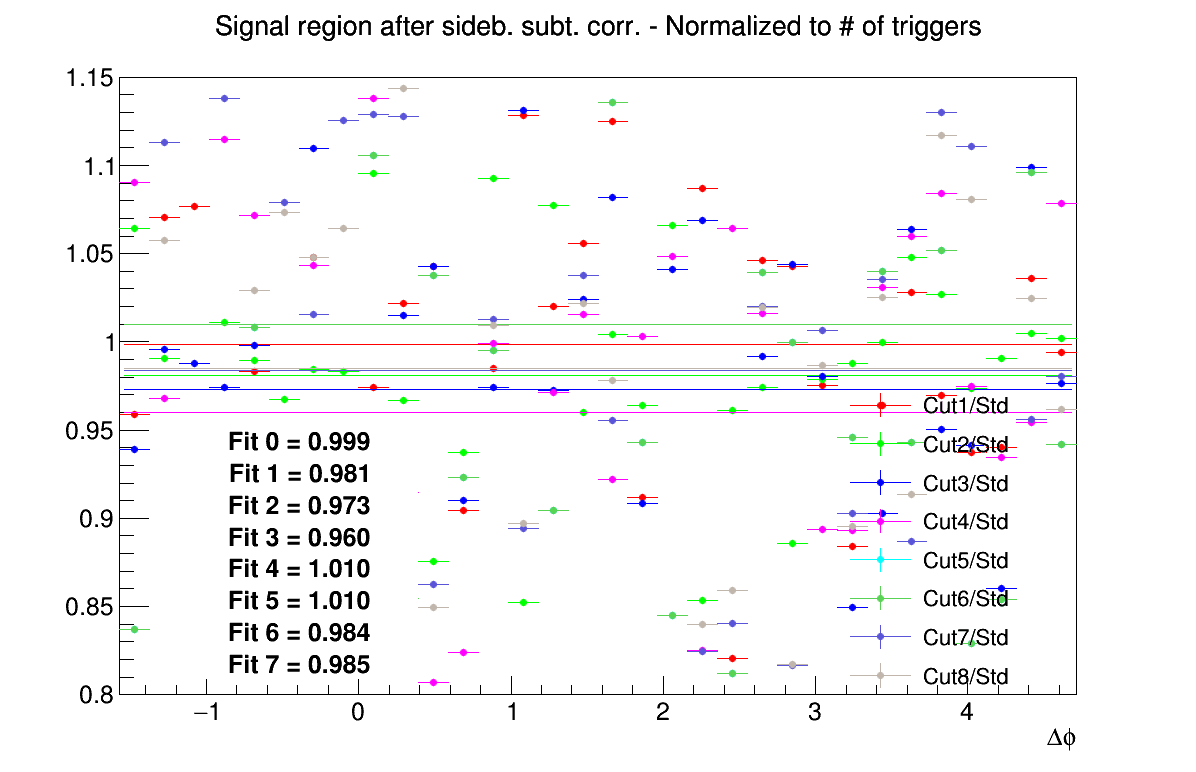 Signal region after sideb. subt. corr. - Normalized to # of triggers
1.15
1.1
1.05
1
0.95
0.9
0.85
0.8
Fit 0 = 0.999
Fit 1 = 0.981
Fit 2 = 0.973
Fit 3 = 0.960
Fit 4 = 1.010
Fit 5 = 1.010
Fit 6 = 0.984
Fit 7 = 0.985
Cut1/Std
Cut2/Std
Cut3/Std
Cut4/Std
Cut5/Std
Cut6/Std
Cut7/Std
Cut8/Std
−1 0 1 2 3 4
Δϕ